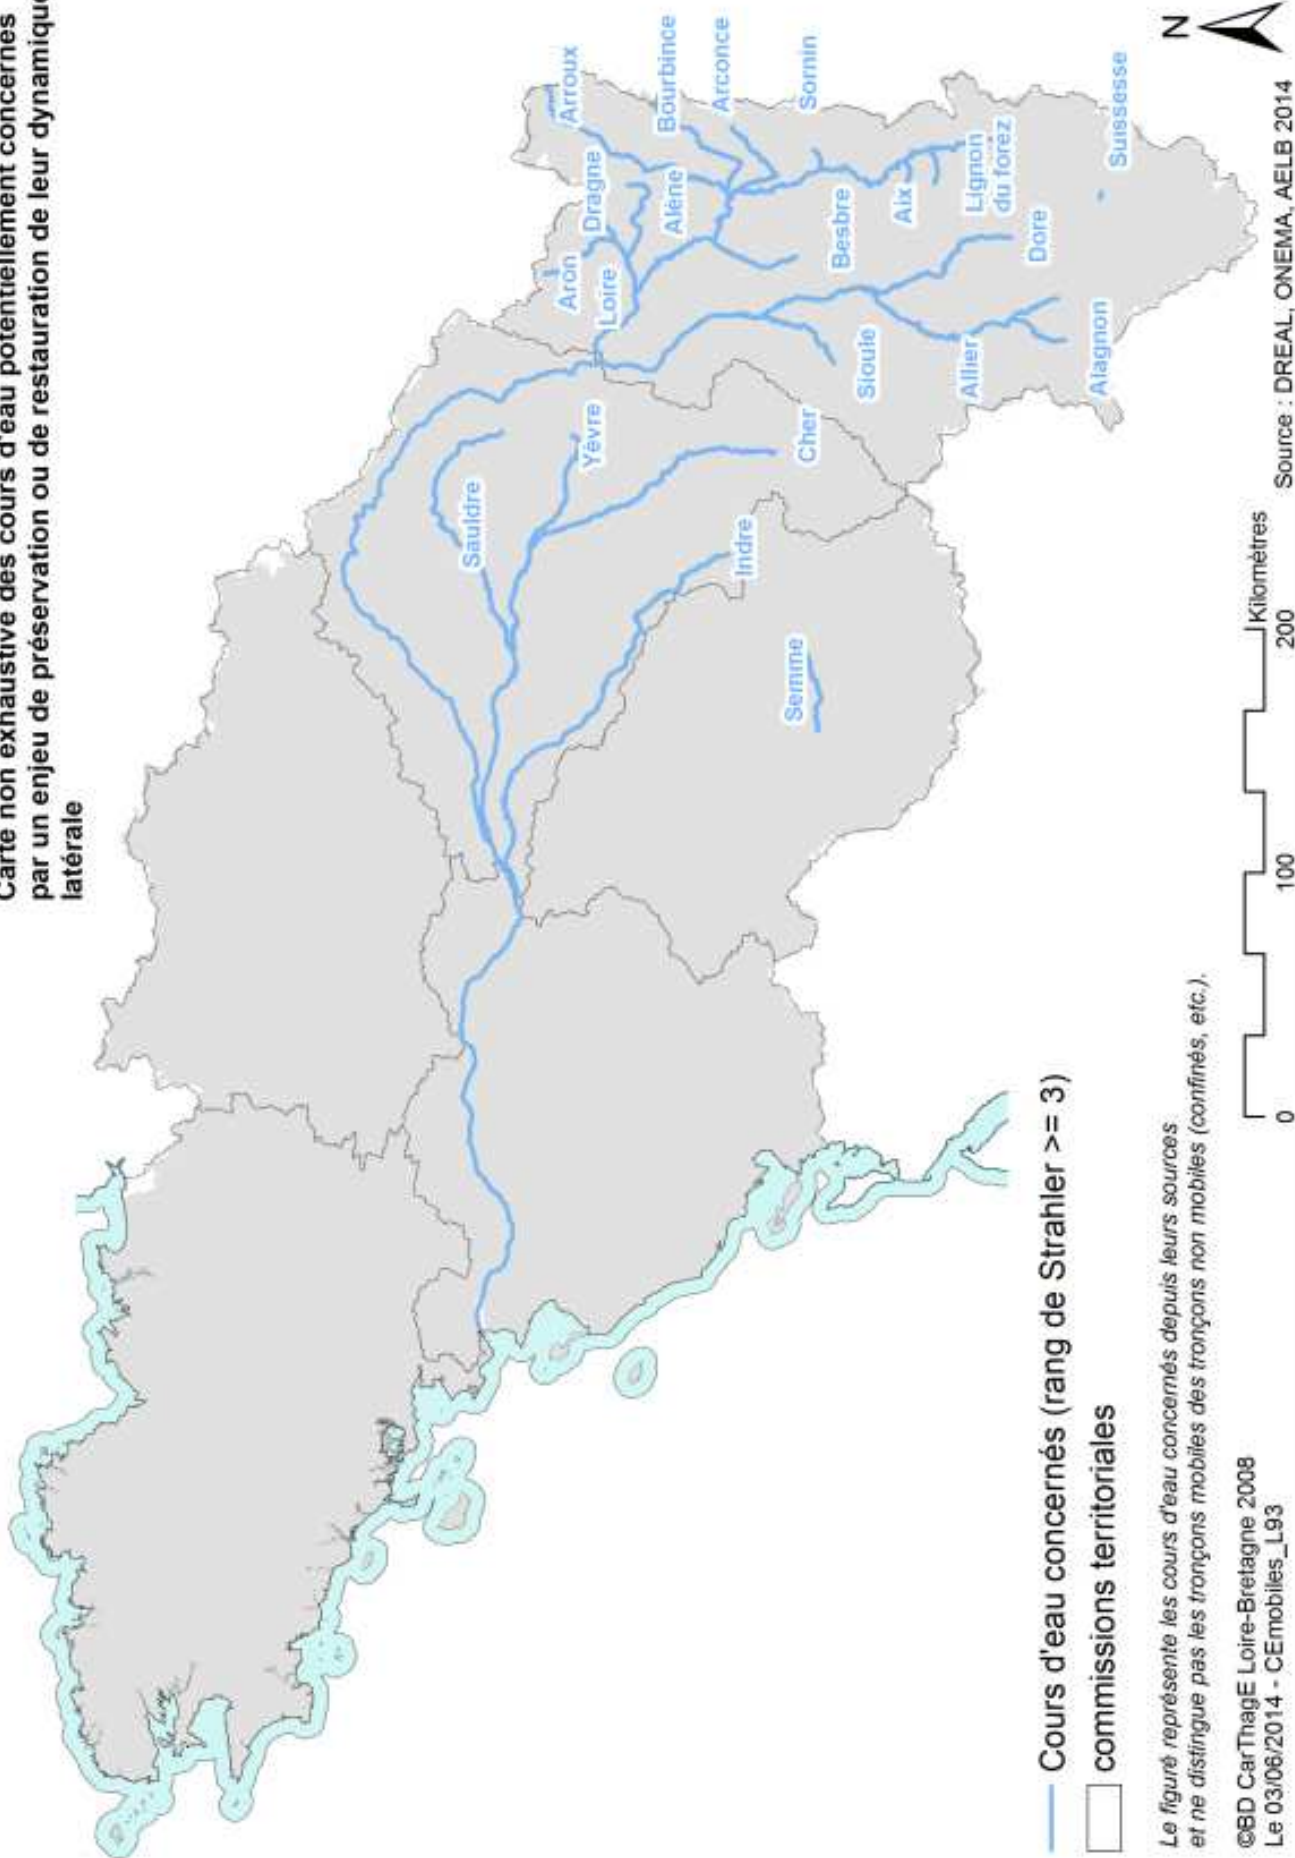 Carte non exhaustive des cours d'eau potentiellement concernés
par un enjeu de préservation ou de restauration de leur dynamique
latérale
Arroux
Dragne
Bourbince
Arconce
Sornin
Aron
Alène
Loire
Besbre
Aix
Lignon
du forez
Suissesse
Dore
Sioule
Allier
Alagnon
Yèvre
Cher
Sauldre
Indre
Semme
N
Cours d'eau concernés (rang de Strahler >= 3)
commissions territoriales
Le figuré représente les cours d'eau concernés depuis leurs sources
et ne distingue pas les tronçons mobiles des tronçons non mobiles (confinés, etc.).
©BD CarThagE Loire-Bretagne 2008
Le 03/06/2014 - CEmobiles_L93
0 100 200
Kilomètres
Source : DREAL, ONEMA, AELB 2014